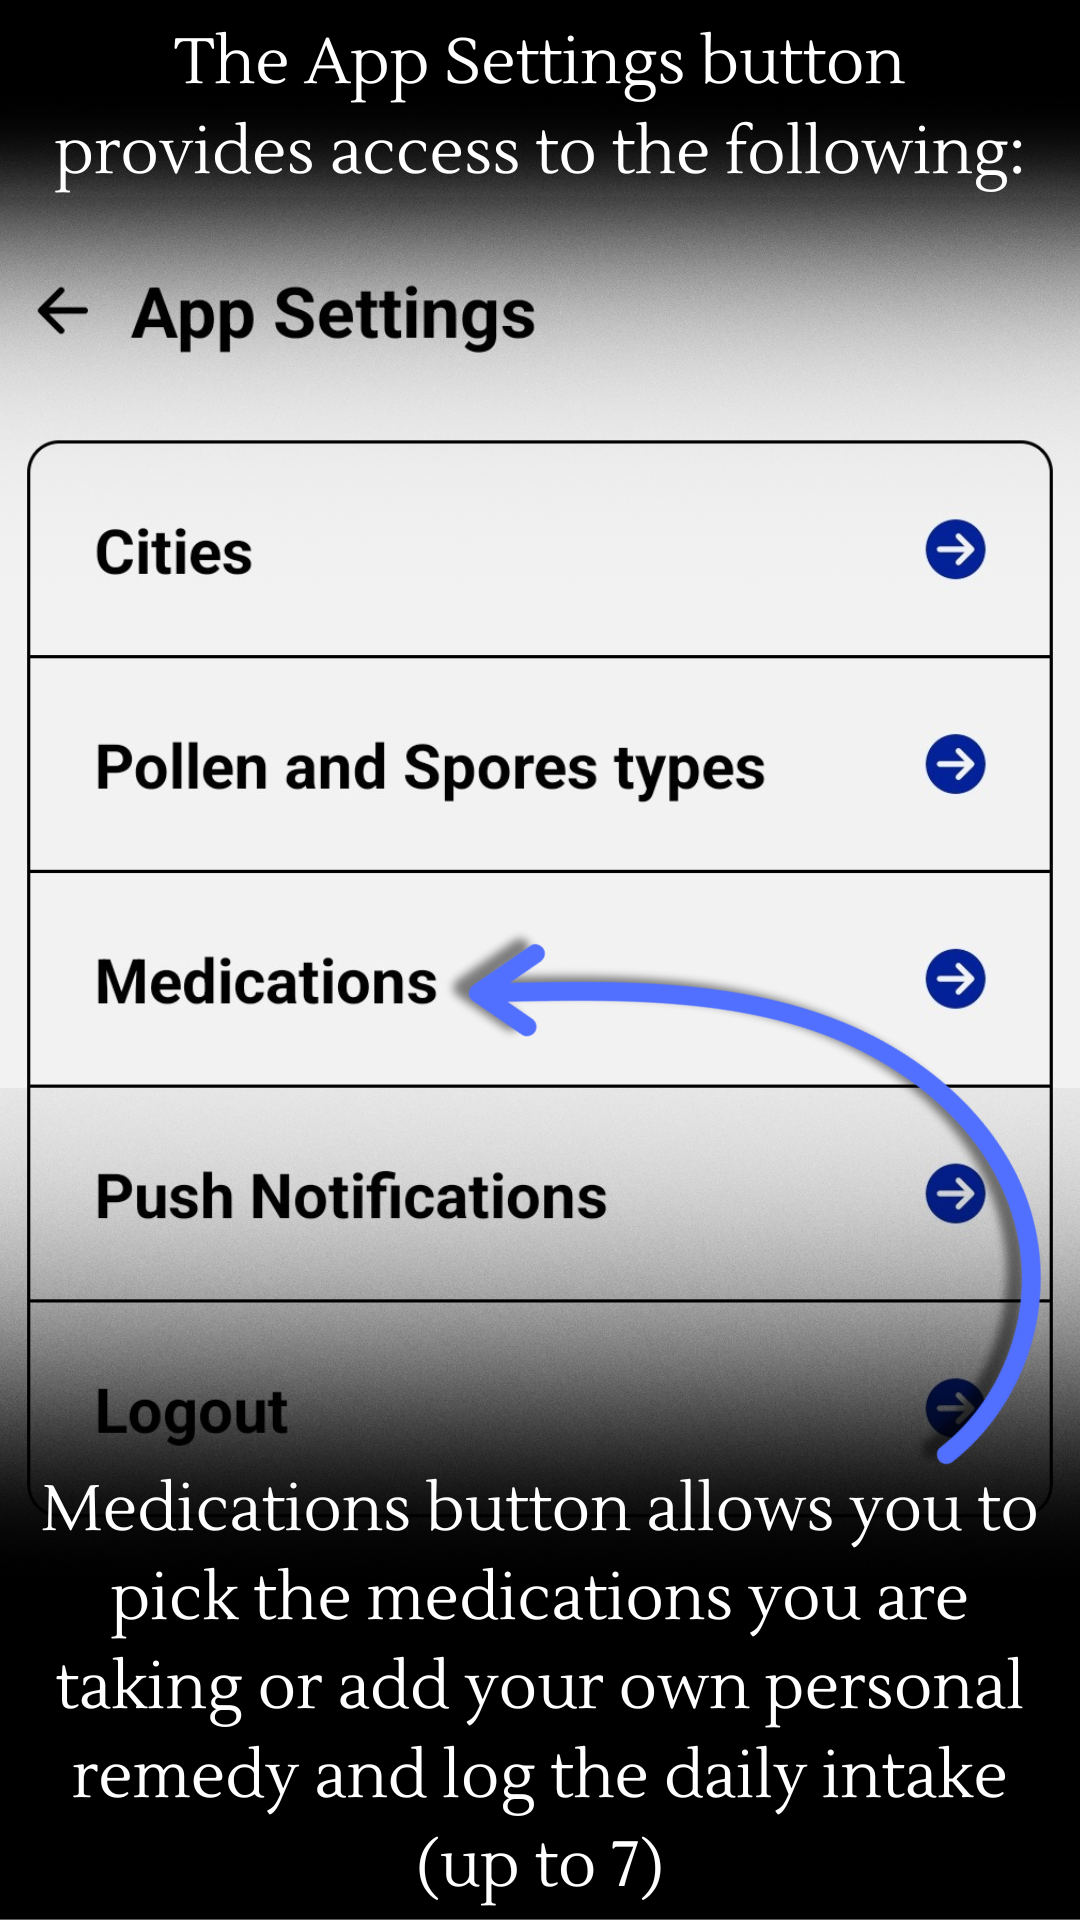 The App Settings button
provides access to the following:
App Settings
Cities
Pollen and Spores types
Medications
Push Notifications
Logout
Medications button allows you to
pick the medications you are
taking or add your own personal
remedy and log the daily intake
(up to 7)